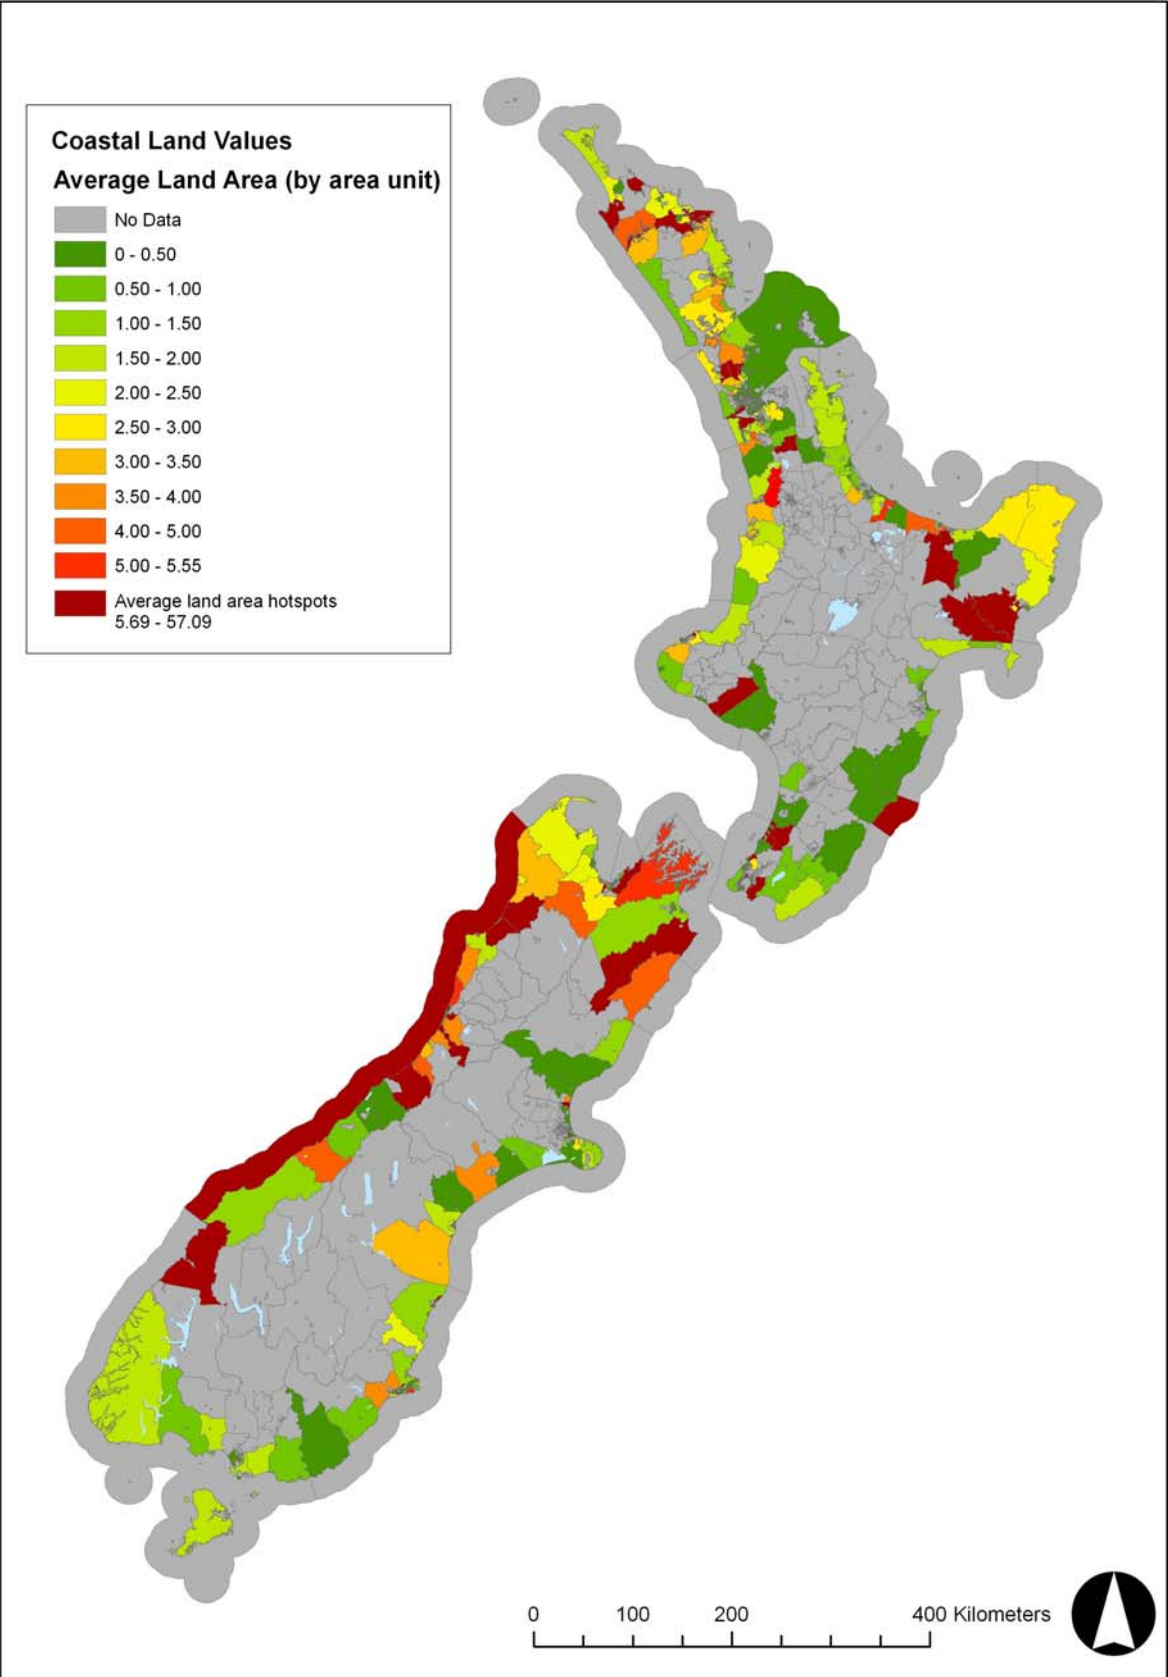 Coastal Land Values
Average Land Area (by area unit)
No Data
0 - 0.50
0.50 - 1.00
1.00 - 1.50
1.50 - 2.00
2.00 - 2.50
2.50 - 3.00
3.00 - 3.50
3.50 - 4.00
4.00 - 5.00
5.00 - 5.55
Average land area hotspots
5.69 - 57.09
0 100 200 400 Kilometers